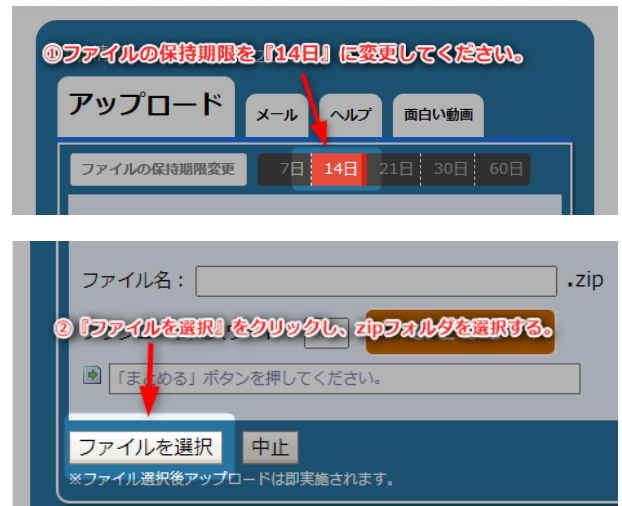 ①ファイルの保持期限を『14日』に変更してください。
アップロード メール ヘルプ 面白い動画
ファイルの保持期限変更 7日 14日 21日 30日 60日
ファイル名： .zip
②『ファイルを選択』をクリックし、zipフォルダを選択する。
「まとめる」ボタンを押してください。
ファイルを選択 中止
※ファイル選択後アップロードは即実施されます。